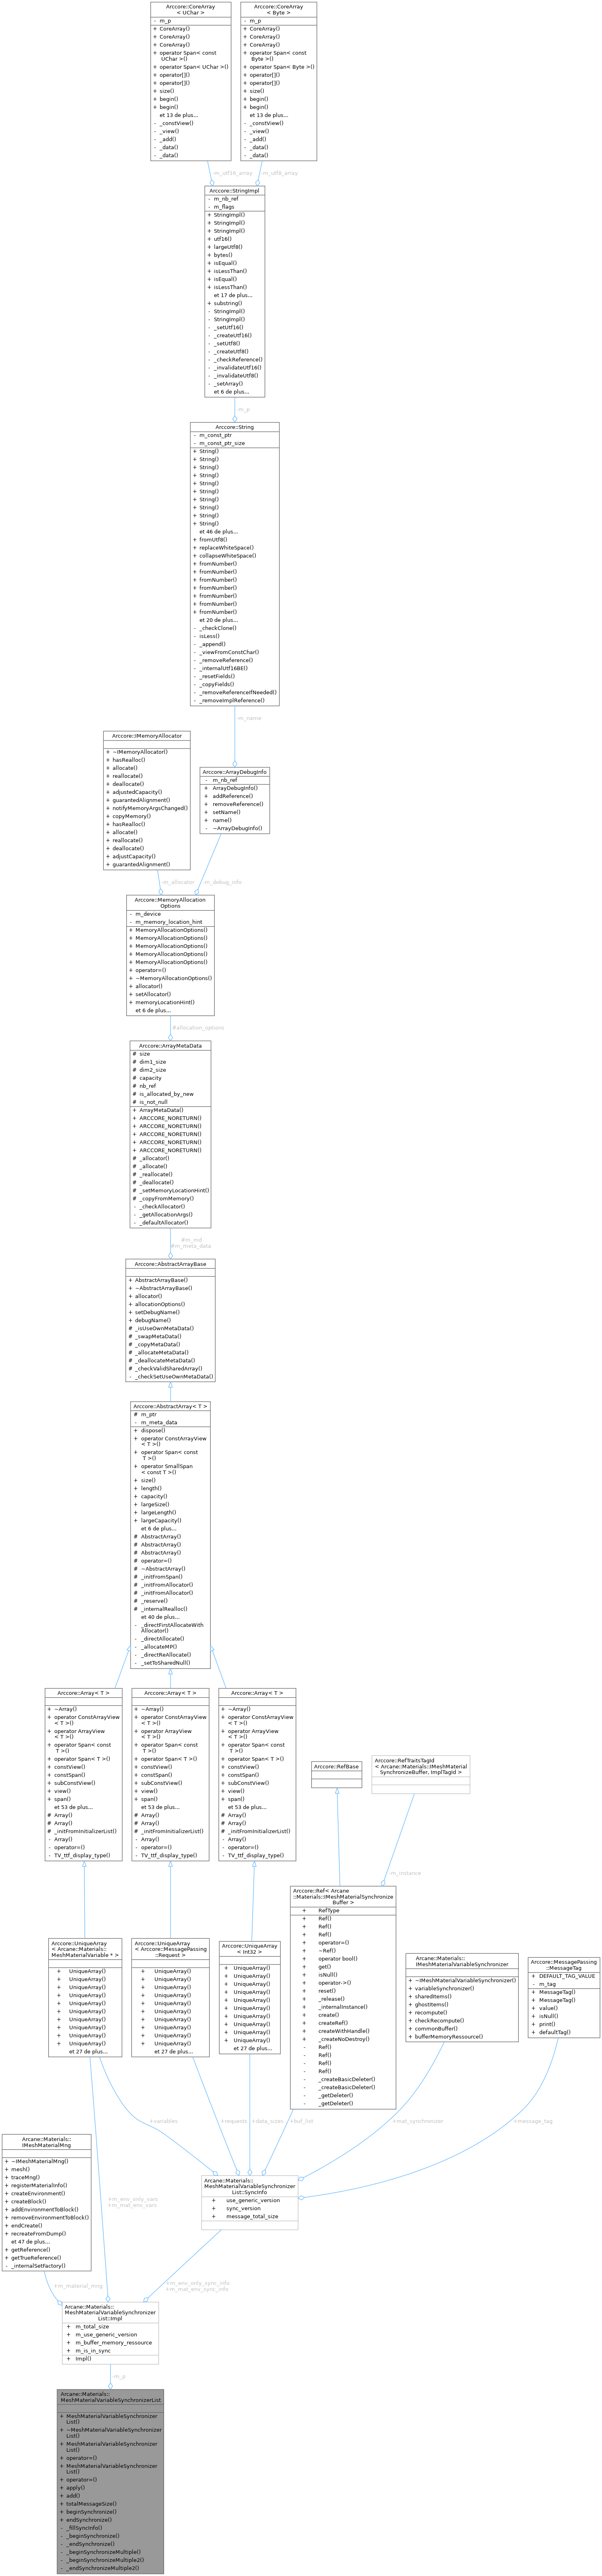 Arccore::CoreArray
< UChar >
- m_p
+ CoreArray()
+ CoreArray()
+ CoreArray()
+ operator Span< const
UChar >()
+ operator Span< UChar >()
+ operator[]()
+ operator[]()
+ size()
+ begin()
+ begin()
et 13 de plus...
- _constView()
- _view()
- _add()
- _data()
- _data()
Arccore::CoreArray
< Byte >
- m_p
+ CoreArray()
+ CoreArray()
+ CoreArray()
+ operator Span< const
Byte >()
+ operator Span< Byte >()
+ operator[]()
+ operator[]()
+ size()
+ begin()
+ begin()
et 13 de plus...
- _constView()
- _view()
- _add()
- _data()
- _data()
-m_utf16_array
-m_utf8_array
Arccore::StringImpl
- m_nb_ref
- m_flags
+ StringImpl()
+ StringImpl()
+ StringImpl()
+ utf16()
+ largeUtf8()
+ bytes()
+ isEqual()
+ isLessThan()
+ isEqual()
+ isLessThan()
et 17 de plus...
+ substring()
- StringImpl()
- StringImpl()
- _setUtf16()
- _createUtf16()
- _setUtf8()
- _createUtf8()
- _checkReference()
- _invalidateUtf16()
- _invalidateUtf8()
- _setArray()
et 6 de plus...
-m_p
Arccore::String
- m_const_ptr
- m_const_ptr_size
+ String()
+ String()
+ String()
+ String()
+ String()
+ String()
+ String()
+ String()
+ String()
+ String()
et 46 de plus...
+ fromUtf8()
+ replaceWhiteSpace()
+ collapseWhiteSpace()
+ fromNumber()
+ fromNumber()
+ fromNumber()
+ fromNumber()
+ fromNumber()
+ fromNumber()
+ fromNumber()
et 20 de plus...
- _checkClone()
- isLess()
- _append()
- _viewFromConstChar()
- _removeReference()
- _internalUtf16BE()
- _resetFields()
- _copyFields()
- _removeReferenceIfNeeded()
- _removeImplReference()
-m_name
Arccore::IMemoryAllocator
+ ~IMemoryAllocator()
+ hasRealloc()
+ allocate()
+ reallocate()
+ deallocate()
+ adjustedCapacity()
+ guarantedAlignment()
+ notifyMemoryArgsChanged()
+ copyMemory()
+ hasRealloc()
+ allocate()
+ reallocate()
+ deallocate()
+ adjustCapacity()
+ guarantedAlignment()
Arccore::ArrayDebugInfo
- m_nb_ref
+ ArrayDebugInfo()
+ addReference()
+ removeReference()
+ setName()
+ name()
- ~ArrayDebugInfo()
-m_allocator
-m_debug_info
Arccore::MemoryAllocation
Options
- m_device
- m_memory_location_hint
+ MemoryAllocationOptions()
+ MemoryAllocationOptions()
+ MemoryAllocationOptions()
+ MemoryAllocationOptions()
+ MemoryAllocationOptions()
+ operator=()
+ ~MemoryAllocationOptions()
+ allocator()
+ setAllocator()
+ memoryLocationHint()
et 6 de plus...
#allocation_options
Arccore::ArrayMetaData
# size
# dim1_size
# dim2_size
# capacity
# nb_ref
# is_allocated_by_new
# is_not_null
+ ArrayMetaData()
+ ARCCORE_NORETURN()
+ ARCCORE_NORETURN()
+ ARCCORE_NORETURN()
+ ARCCORE_NORETURN()
+ ARCCORE_NORETURN()
# _allocator()
# _allocate()
# _reallocate()
# _deallocate()
# _setMemoryLocationHint()
# _copyFromMemory()
- _checkAllocator()
- _getAllocationArgs()
- _defaultAllocator()
#m_md
#m_meta_data
Arccore::AbstractArrayBase
+ AbstractArrayBase()
+ ~AbstractArrayBase()
+ allocator()
+ allocationOptions()
+ setDebugName()
+ debugName()
# _isUseOwnMetaData()
# _swapMetaData()
# _copyMetaData()
# _allocateMetaData()
# _deallocateMetaData()
# _checkValidSharedArray()
- _checkSetUseOwnMetaData()
Arccore::AbstractArray< T >
# m_ptr
- m_meta_data
+ dispose()
+ operator ConstArrayView
< T >()
+ operator Span< const
T >()
+ operator SmallSpan
< const T >()
+ size()
+ length()
+ capacity()
+ largeSize()
+ largeLength()
+ largeCapacity()
et 6 de plus...
# AbstractArray()
# AbstractArray()
# AbstractArray()
# ~AbstractArray()
# operator=()
# _initFromSpan()
# _initFromAllocator()
# _initFromAllocator()
# _reserve()
# _internalRealloc()
et 40 de plus...
- _directFirstAllocateWith
Allocator()
- _directAllocate()
- _allocateMP()
- _directReAllocate()
- _setToSharedNull()
Arccore::Array< T >
+ ~Array()
+ operator ConstArrayView
< T >()
+ operator ArrayView
< T >()
+ operator Span< const
T >()
+ operator Span< T >()
+ constView()
+ constSpan()
+ subConstView()
+ view()
+ span()
et 53 de plus...
# Array()
# Array()
# _initFromInitializerList()
- Array()
- operator=()
- TV_ttf_display_type()
Arccore::Array< T >
+ ~Array()
+ operator ConstArrayView
< T >()
+ operator ArrayView
< T >()
+ operator Span< const
T >()
+ operator Span< T >()
+ constView()
+ constSpan()
+ subConstView()
+ view()
+ span()
et 53 de plus...
# Array()
# Array()
# _initFromInitializerList()
- Array()
- operator=()
- TV_ttf_display_type()
Arccore::Array< T >
+ ~Array()
+ operator ConstArrayView
< T >()
+ operator ArrayView
< T >()
+ operator Span< const
T >()
+ operator Span< T >()
+ constView()
+ constSpan()
+ subConstView()
+ view()
+ span()
et 53 de plus...
# Array()
# Array()
# _initFromInitializerList()
- Array()
- operator=()
- TV_ttf_display_type()
Arccore::RefBase
Arccore::RefTraitsTagId
< Arcane::Materials::IMeshMaterial
SynchronizeBuffer, ImplTagId >
-m_instance
Arccore::UniqueArray
< Arcane::Materials::
MeshMaterialVariable * >
+ UniqueArray()
+ UniqueArray()
+ UniqueArray()
+ UniqueArray()
+ UniqueArray()
+ UniqueArray()
+ UniqueArray()
+ UniqueArray()
+ UniqueArray()
+ UniqueArray()
et 27 de plus...
Arccore::UniqueArray
< Arccore::MessagePassing
::Request >
+ UniqueArray()
+ UniqueArray()
+ UniqueArray()
+ UniqueArray()
+ UniqueArray()
+ UniqueArray()
+ UniqueArray()
+ UniqueArray()
+ UniqueArray()
+ UniqueArray()
et 27 de plus...
Arccore::UniqueArray
< Int32 >
+ UniqueArray()
+ UniqueArray()
+ UniqueArray()
+ UniqueArray()
+ UniqueArray()
+ UniqueArray()
+ UniqueArray()
+ UniqueArray()
+ UniqueArray()
+ UniqueArray()
et 27 de plus...
Arccore::Ref< Arcane
::Materials::IMeshMaterialSynchronize
Buffer >
+ RefType
+ Ref()
+ Ref()
+ Ref()
+ operator=()
+ ~Ref()
+ operator bool()
+ get()
+ isNull()
+ operator->()
+ reset()
+ _release()
+ _internalInstance()
+ create()
+ createRef()
+ createWithHandle()
+ _createNoDestroy()
- Ref()
- Ref()
- Ref()
- Ref()
- _createBasicDeleter()
- _createBasicDeleter()
- _getDeleter()
- _getDeleter()
Arcane::Materials::
IMeshMaterialVariableSynchronizer
+ ~IMeshMaterialVariableSynchronizer()
+ variableSynchronizer()
+ sharedItems()
+ ghostItems()
+ recompute()
+ checkRecompute()
+ commonBuffer()
+ bufferMemoryRessource()
Arccore::MessagePassing
::MessageTag
+ DEFAULT_TAG_VALUE
- m_tag
+ MessageTag()
+ MessageTag()
+ value()
+ isNull()
+ print()
+ defaultTag()
+variables
+requests
+data_sizes
+buf_list
+mat_synchronizer
+message_tag
Arcane::Materials::
IMeshMaterialMng
+ ~IMeshMaterialMng()
+ mesh()
+ traceMng()
+ registerMaterialInfo()
+ createEnvironment()
+ createBlock()
+ addEnvironmentToBlock()
+ removeEnvironmentToBlock()
+ endCreate()
+ recreateFromDump()
et 47 de plus...
+ getReference()
+ getTrueReference()
- _internalSetFactory()
+m_env_only_vars
+m_mat_env_vars
Arcane::Materials::
MeshMaterialVariableSynchronizer
List::SyncInfo
+ use_generic_version
+ sync_version
+ message_total_size
+m_material_mng
+m_env_only_sync_info
+m_mat_env_sync_info
Arcane::Materials::
MeshMaterialVariableSynchronizer
List::Impl
+ m_total_size
+ m_use_generic_version
+ m_buffer_memory_ressource
+ m_is_in_sync
+ Impl()
-m_p
Arcane::Materials::
MeshMaterialVariableSynchronizerList
+ MeshMaterialVariableSynchronizer
List()
+ ~MeshMaterialVariableSynchronizer
List()
+ MeshMaterialVariableSynchronizer
List()
+ operator=()
+ MeshMaterialVariableSynchronizer
List()
+ operator=()
+ apply()
+ add()
+ totalMessageSize()
+ beginSynchronize()
+ endSynchronize()
- _fillSyncInfo()
- _beginSynchronize()
- _endSynchronize()
- _beginSynchronizeMultiple()
- _beginSynchronizeMultiple2()
- _endSynchronizeMultiple2()